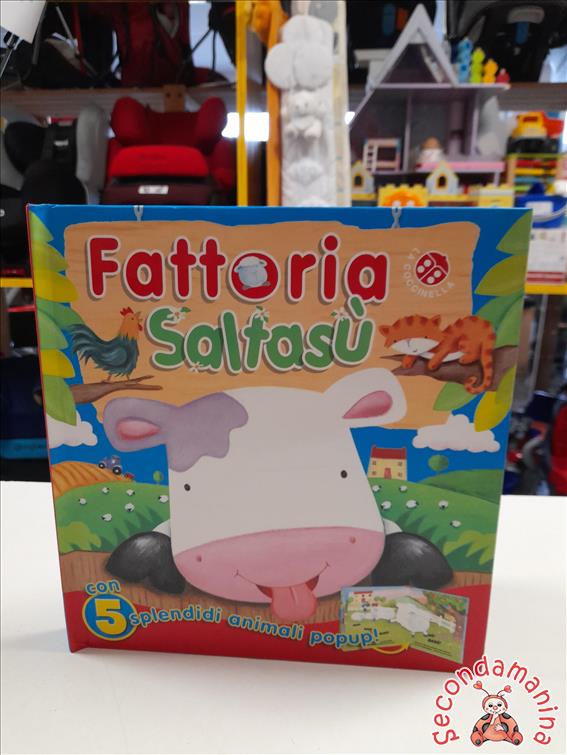 Fattoria
Saltasù
LA COCCINELLA
con
5 splendidi animali popup!
Secondamanina